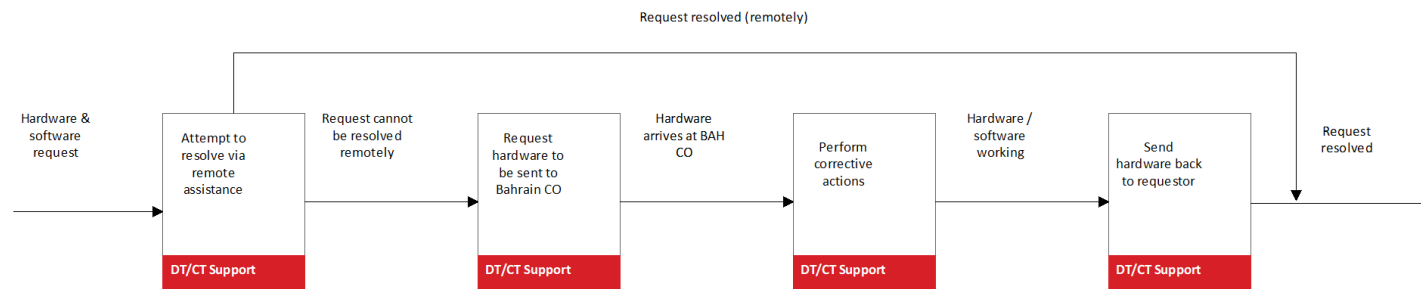 Request resolved (remotely)
Hardware &
software
request
Attempt to
resolve via
remote
assistance
DT/CT Support
Request cannot
be resolved
remotely
Request
hardware to
be sent to
Bahrain CO
DT/CT Support
Hardware
arrives at BAH
CO
Perform
corrective
actions
DT/CT Support
Hardware /
software
working
Send
hardware back
to requestor
DT/CT Support
Request
resolved